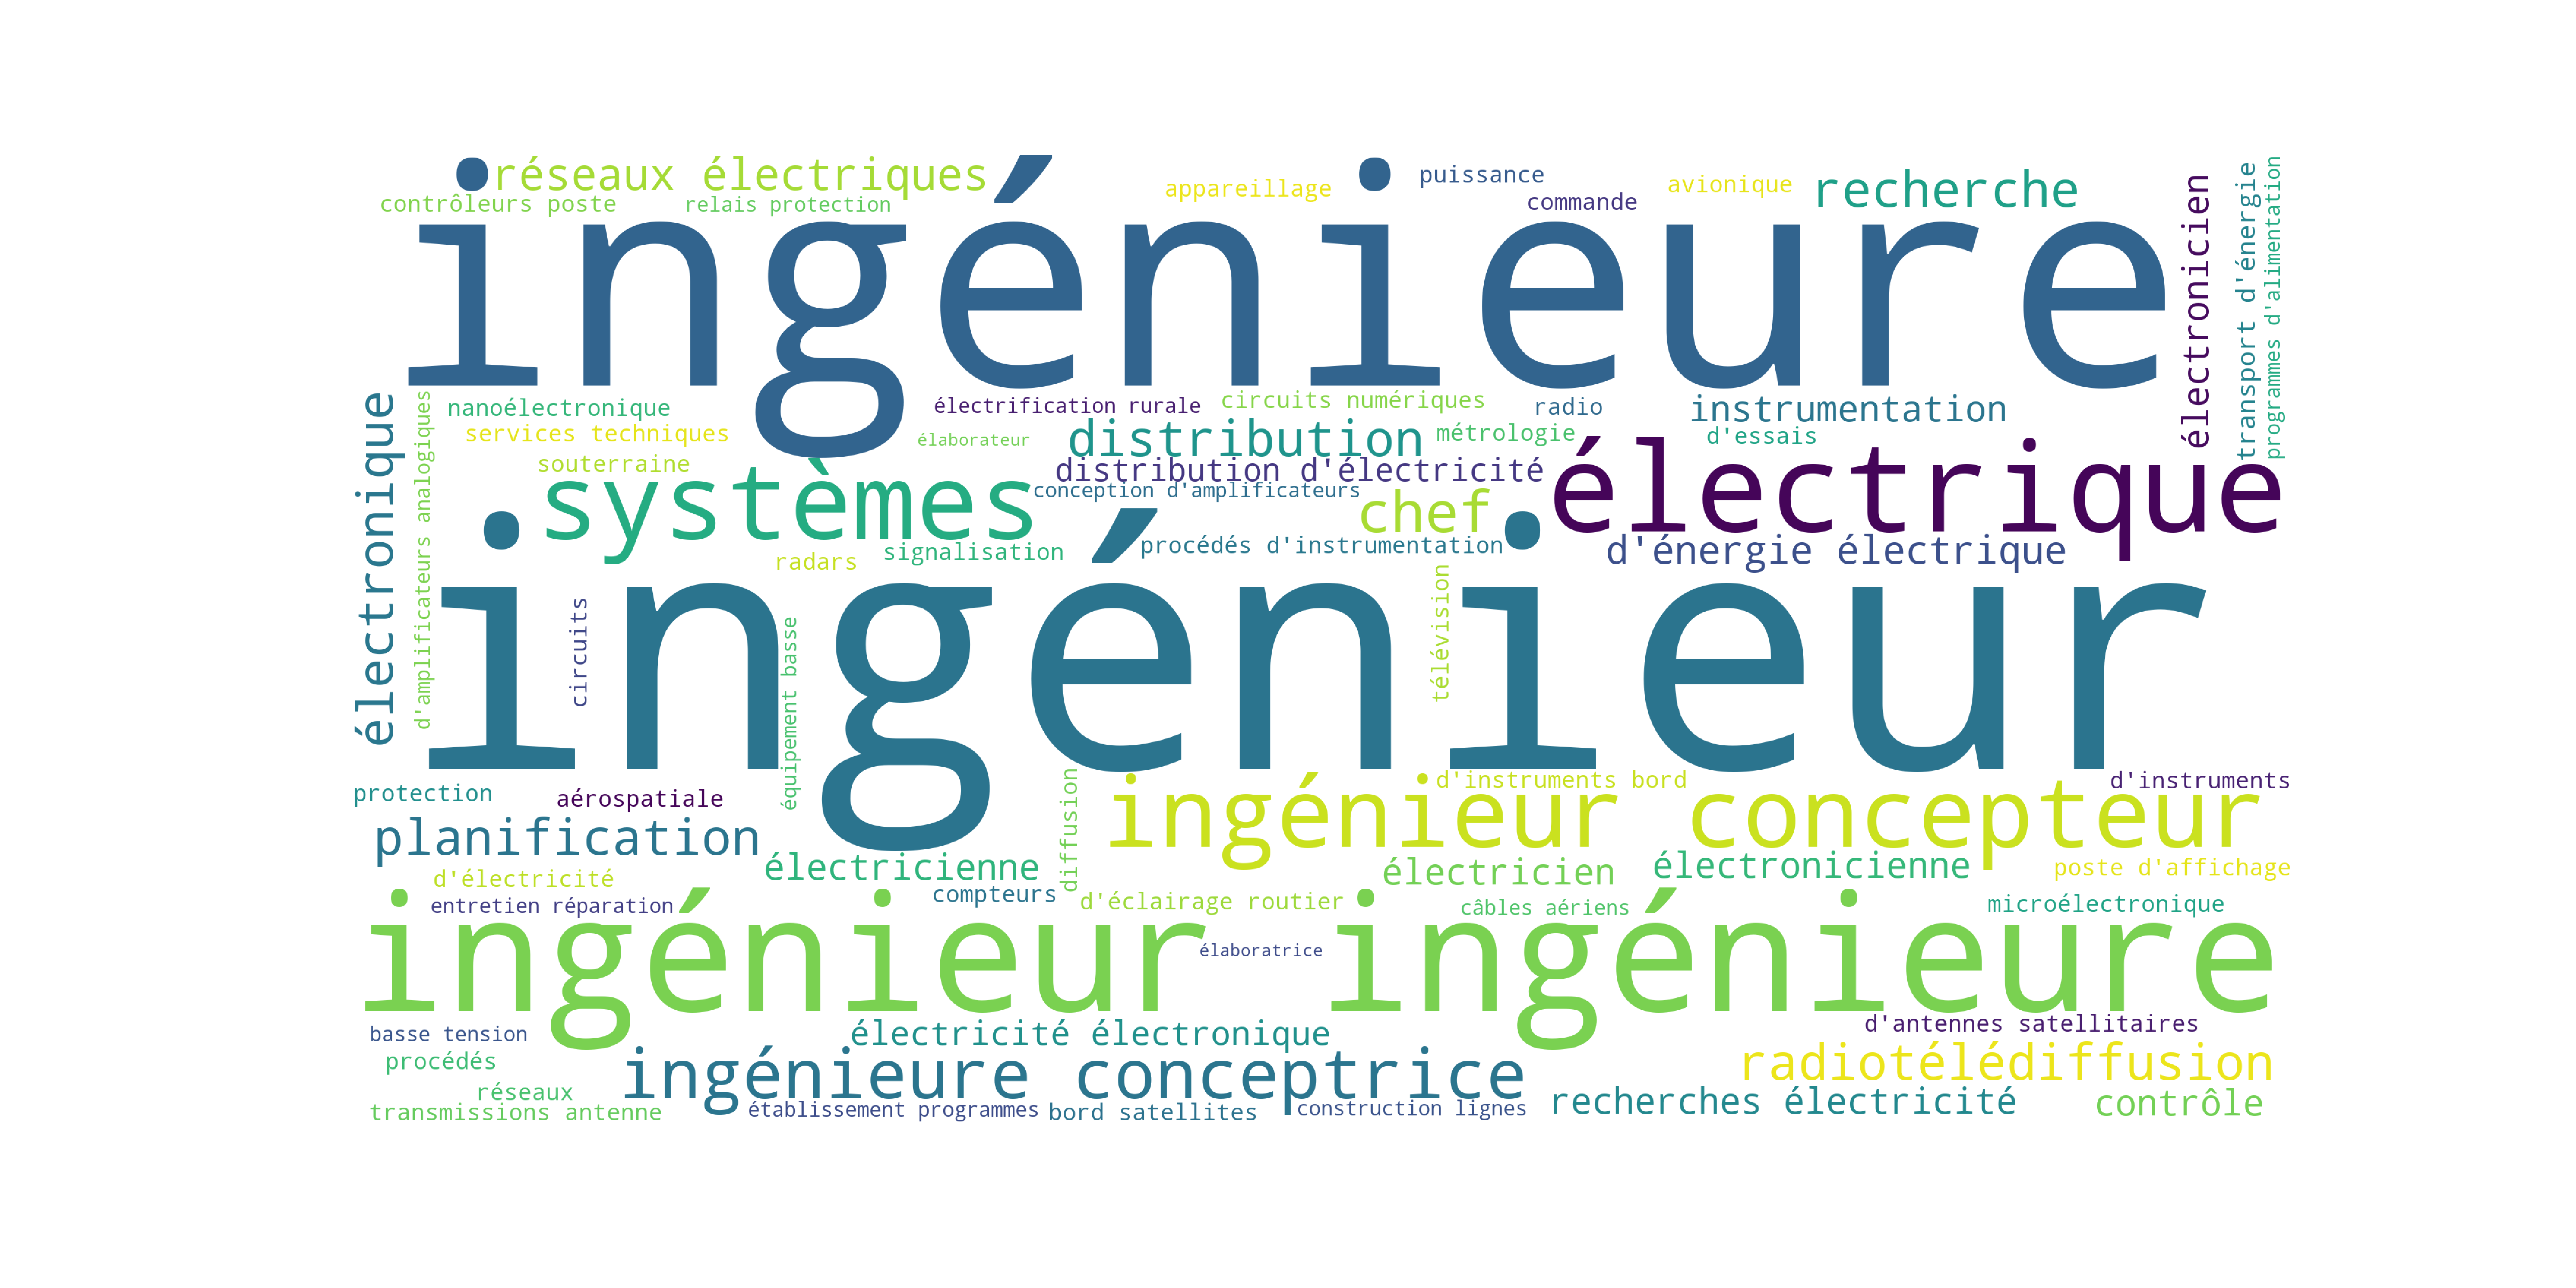 réseaux électriques
contrôleurs poste
relais protection
appareillage
puissance
commande
avionique
recherche
ingénieure
électronicien
transport d'énergie
programmes d'alimentation
électronique
d'amplificateurs analogiques
nanoélectronique
services techniques
souterraine
électrification rurale
élaborateur
circuits numériques
radio
instrumentation
distribution
métrologie
d'essais
distribution d'électricité
conception d'amplificateurs
systèmes
chef
électrique
radars
signalisation
procédés d'instrumentation
d'énergie électrique
circuits
équipement basse
télévision
ingénieur
protection
aérospatiale
diffusion
d'instruments bord
d'instruments
planification
ingénieur concepteur
électricienne
électricien
électronicienne
poste d'affichage
d'électricité
entretien réparation
compteurs
d'éclairage routier
câbles aériens
microélectronique
ingénieur ingénieure
élaboratrice
basse tension
électricité électronique
d'antennes satellitaires
procédés
radiotélédiffusion
réseaux
ingénieure conceptrice
transmissions antenne
établissement programmes
bord satellites
construction lignes
recherches électricité
contrôle